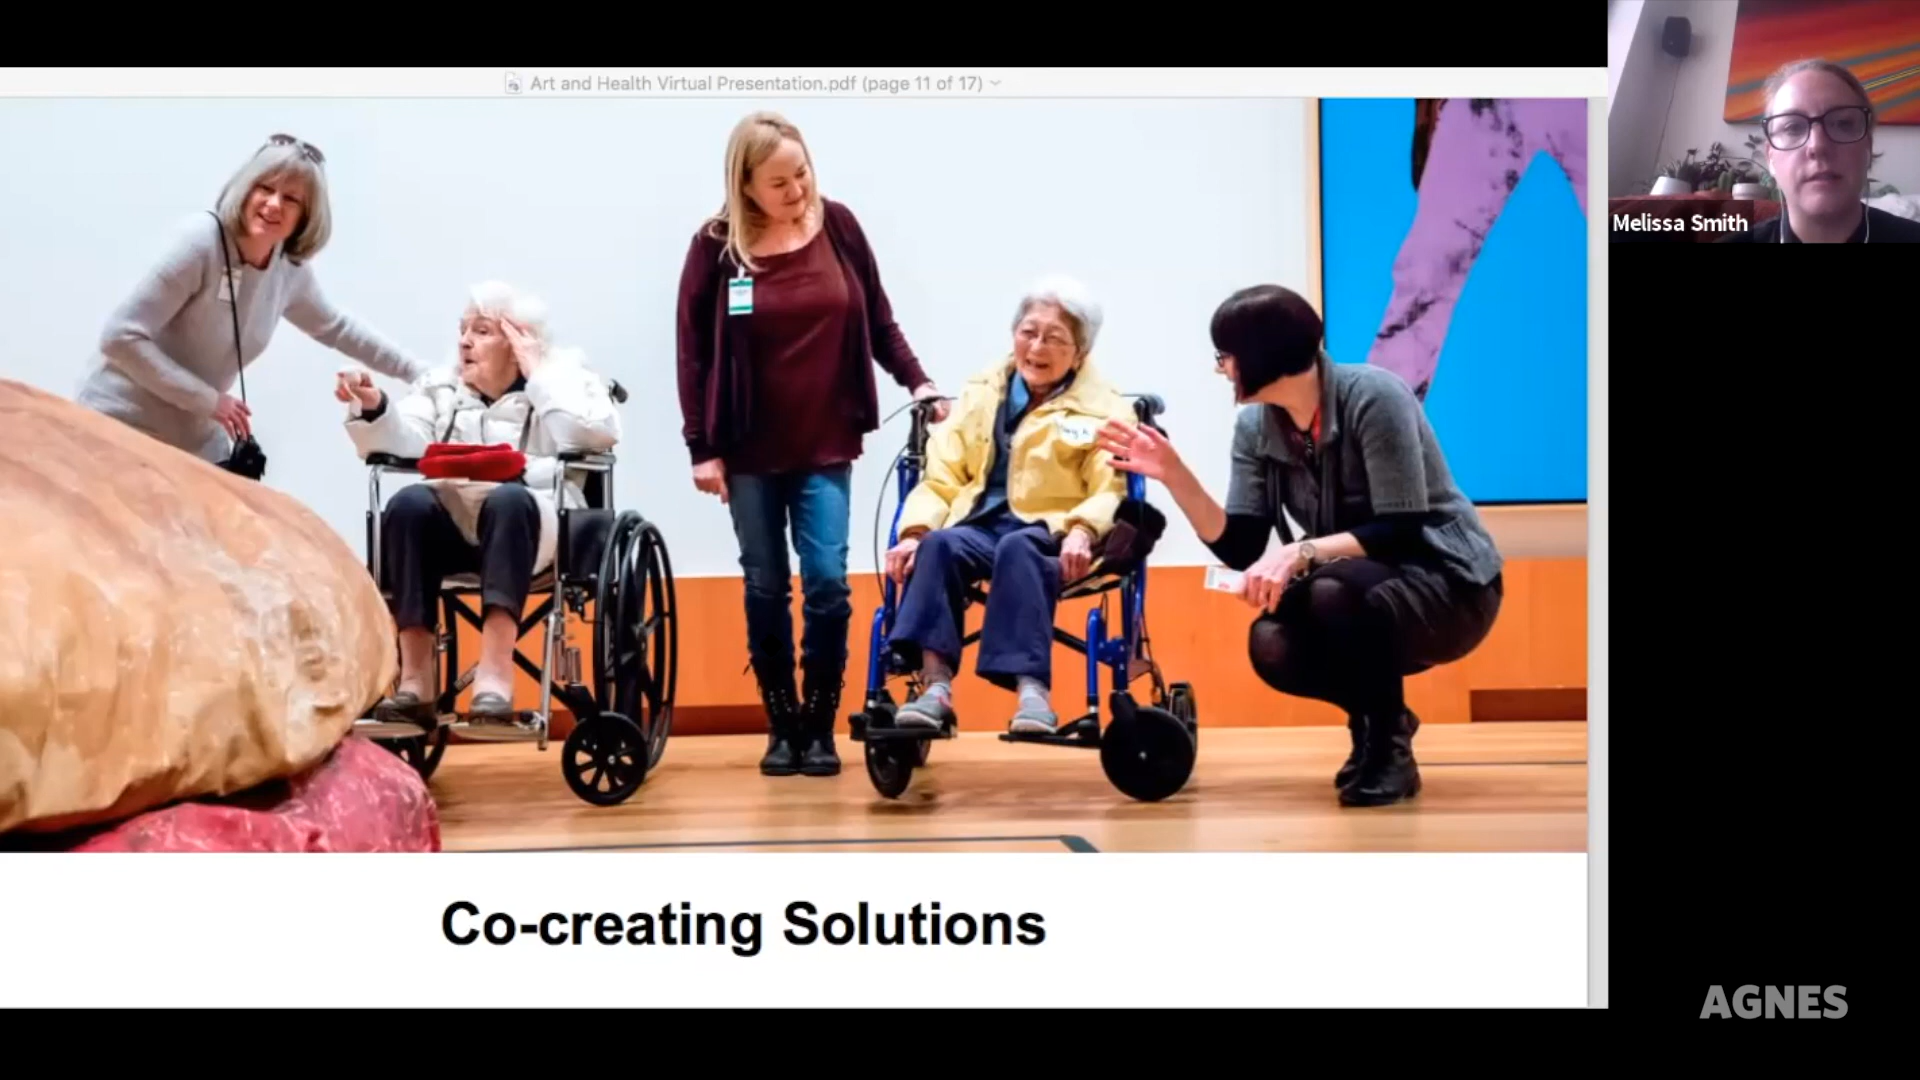 Art and Health Virtual Presentation.pdf (page 11 of 17)
Melissa Smith
Co-creating Solutions
AGNES